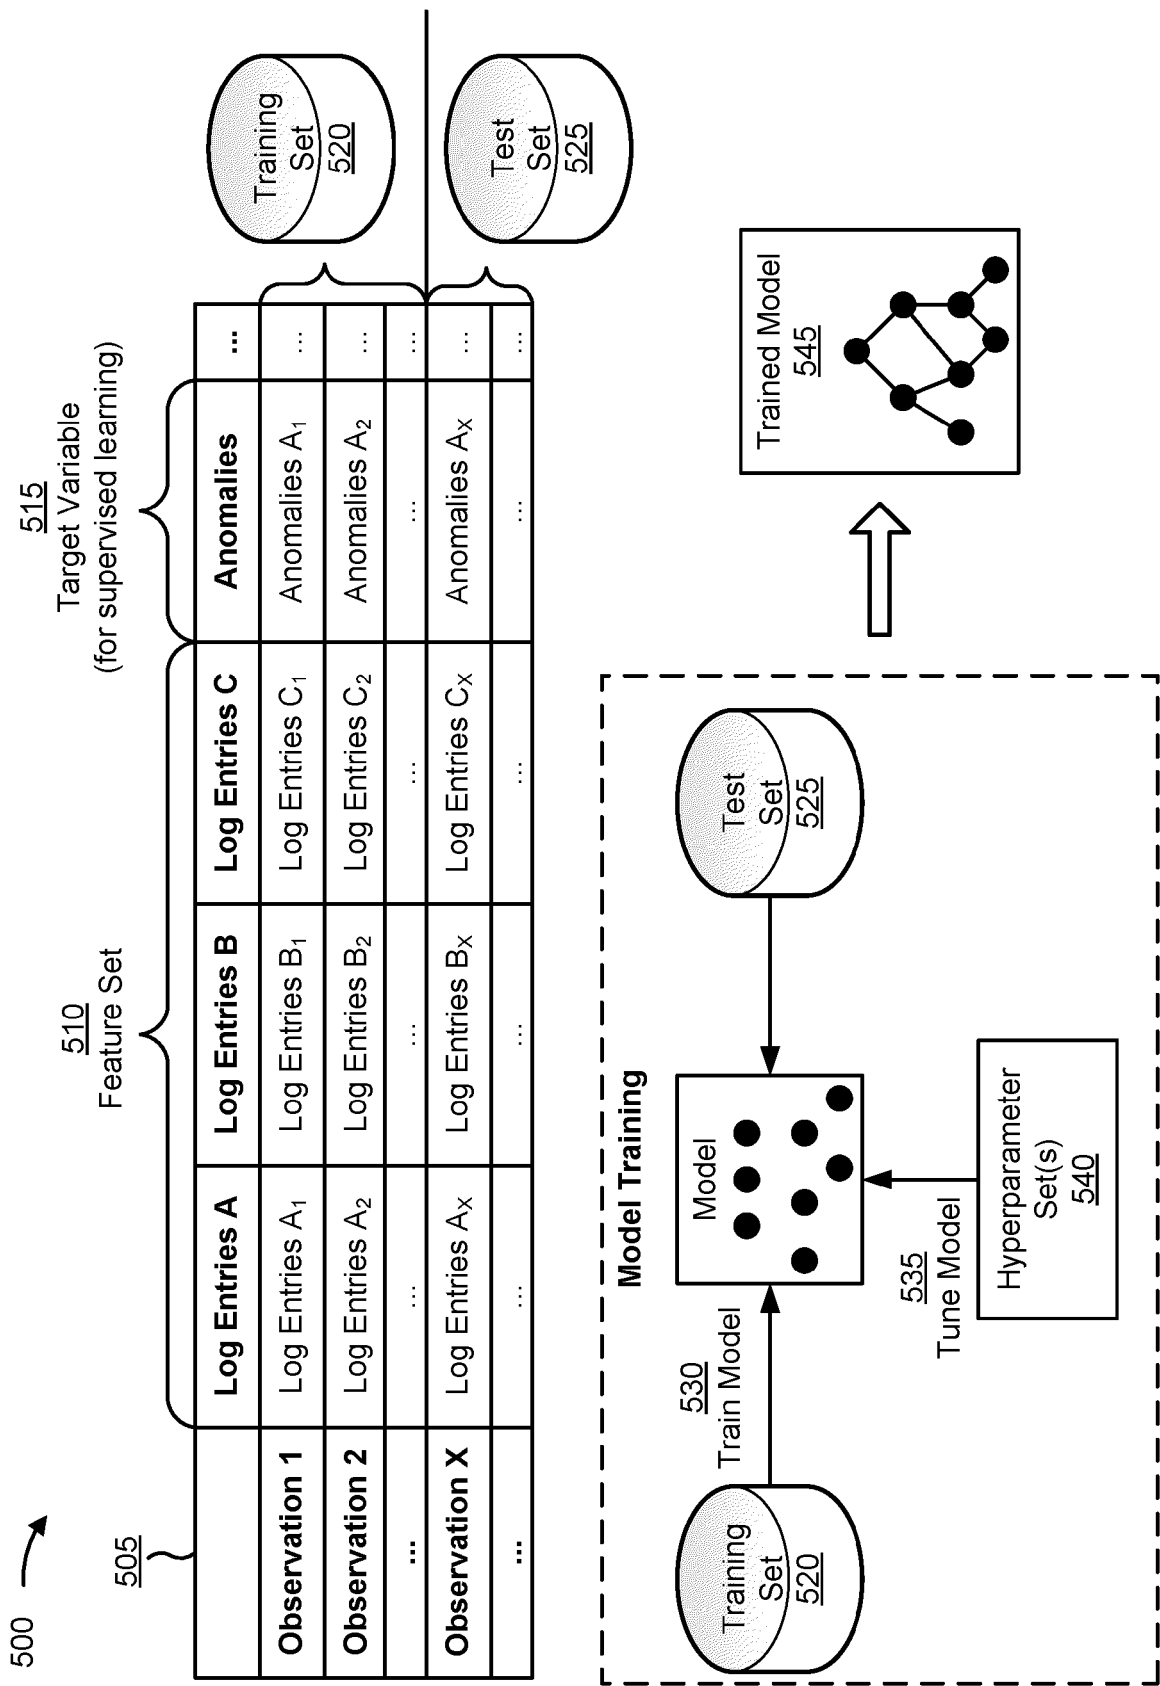 500
505
510
Feature Set
515
Target Variable
(for supervised learning)
Log Entries A Log Entries B Log Entries C Anomalies ...
Observation 1 Log Entries A1 Log Entries B1 Log Entries C1 Anomalies A1 ...
Observation 2 Log Entries A2 Log Entries B2 Log Entries C2 Anomalies A2 ...
... ... ... ... ... ...
Observation X Log Entries AX Log Entries BX Log Entries CX Anomalies AX ...
... ... ... ... ... ...
Training
Set
520
Test
Set
525
Model Training
Training
Set
520
530
Train Model
Model
Test
Set
525
535
Tune Model
Hyperparameter
Set(s)
540
Trained Model
545